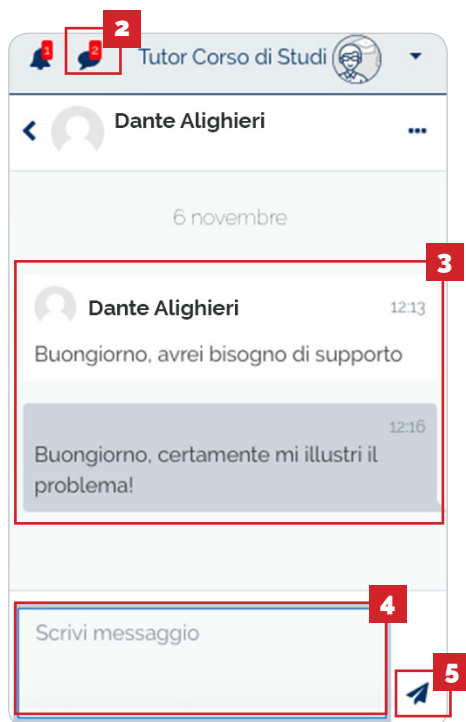 2
1
2
Tutor Corso di Studi
Dante Alighieri
6 novembre
3
Dante Alighieri
12:13
Buongiorno, avrei bisogno di supporto
12:16
Buongiorno, certamente mi illustri il
problema!
4
Scrivi messaggio
5